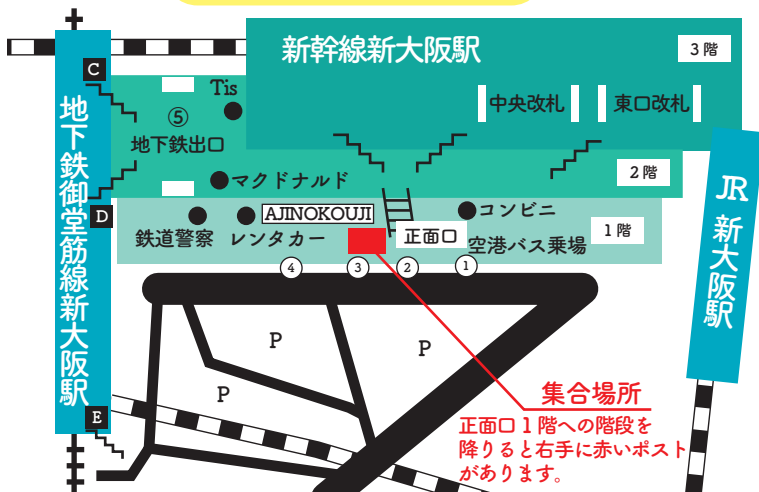 新幹線新大阪駅
3階
C
Tis
中央改札
東口改札
⑤
地下鉄出口
地下鉄御堂筋線新大阪駅
マクドナルド
2階
JR新大阪駅
D
AJINOKOUJI
コンビニ
鉄道警察
レンタカー
正面口
空港バス乗場
1階
④
③
②
①
P
P
P
E
集合場所
正面口1階への階段を
降りると右手に赤いポスト
があります。